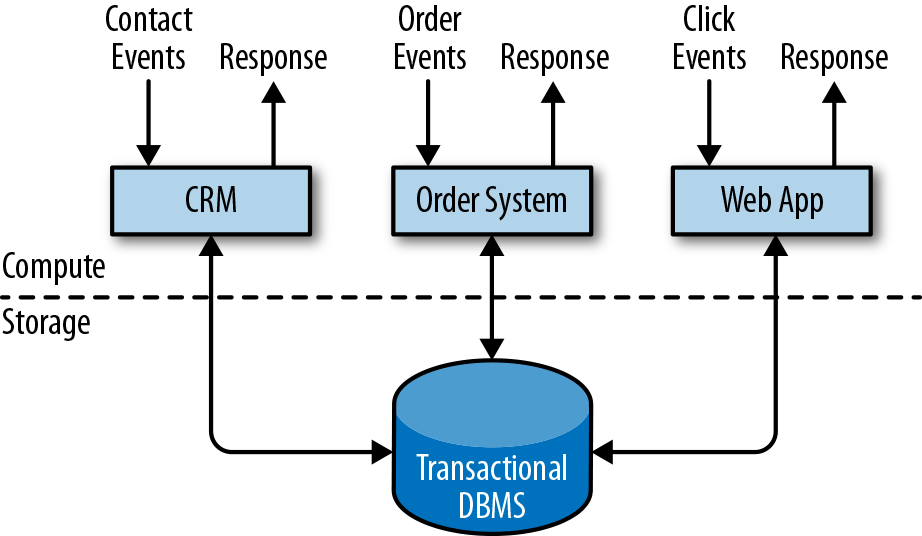 Contact
Events
Response
Order
Events
Response
Click
Events
Response
CRM
Order System
Web App
Compute
Storage
Transactional
DBMS